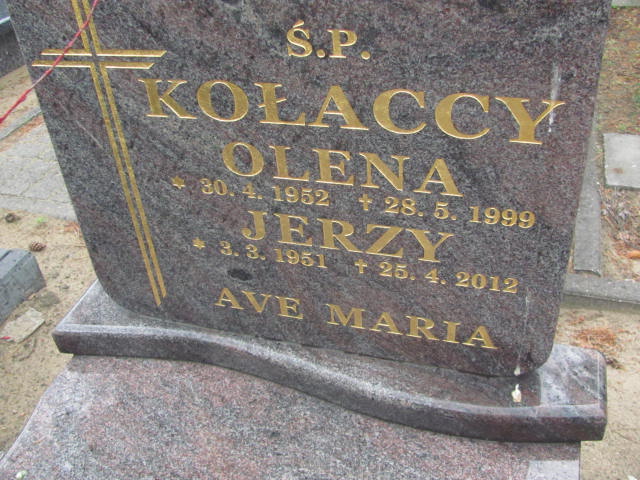 Ś.P.
KOŁACCY
OLENA
* 30. 4. 1952 † 28. 5. 1999
JERZY
* 3. 3. 1951 † 25. 4. 2012
AVE MARIA